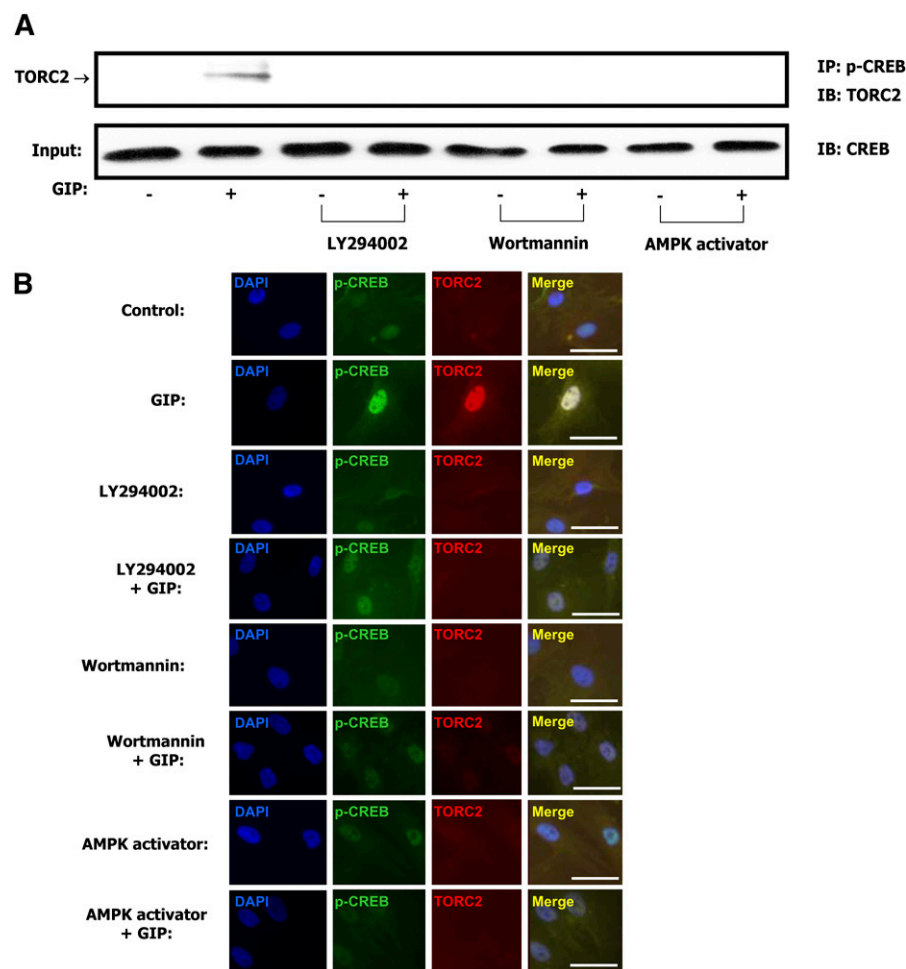 A
TORC2 →
IP: p-CREB
IB: TORC2
Input:
IB: CREB
GIP: - + - + - + - +
LY294002 Wortmannin AMPK activator
B
Control:
DAPI p-CREB TORC2 Merge
GIP:
DAPI p-CREB TORC2 Merge
LY294002:
DAPI p-CREB TORC2 Merge
LY294002
+ GIP:
DAPI p-CREB TORC2 Merge
Wortmannin:
DAPI p-CREB TORC2 Merge
Wortmannin
+ GIP:
DAPI p-CREB TORC2 Merge
AMPK activator:
DAPI p-CREB TORC2 Merge
AMPK activator
+ GIP:
DAPI p-CREB TORC2 Merge